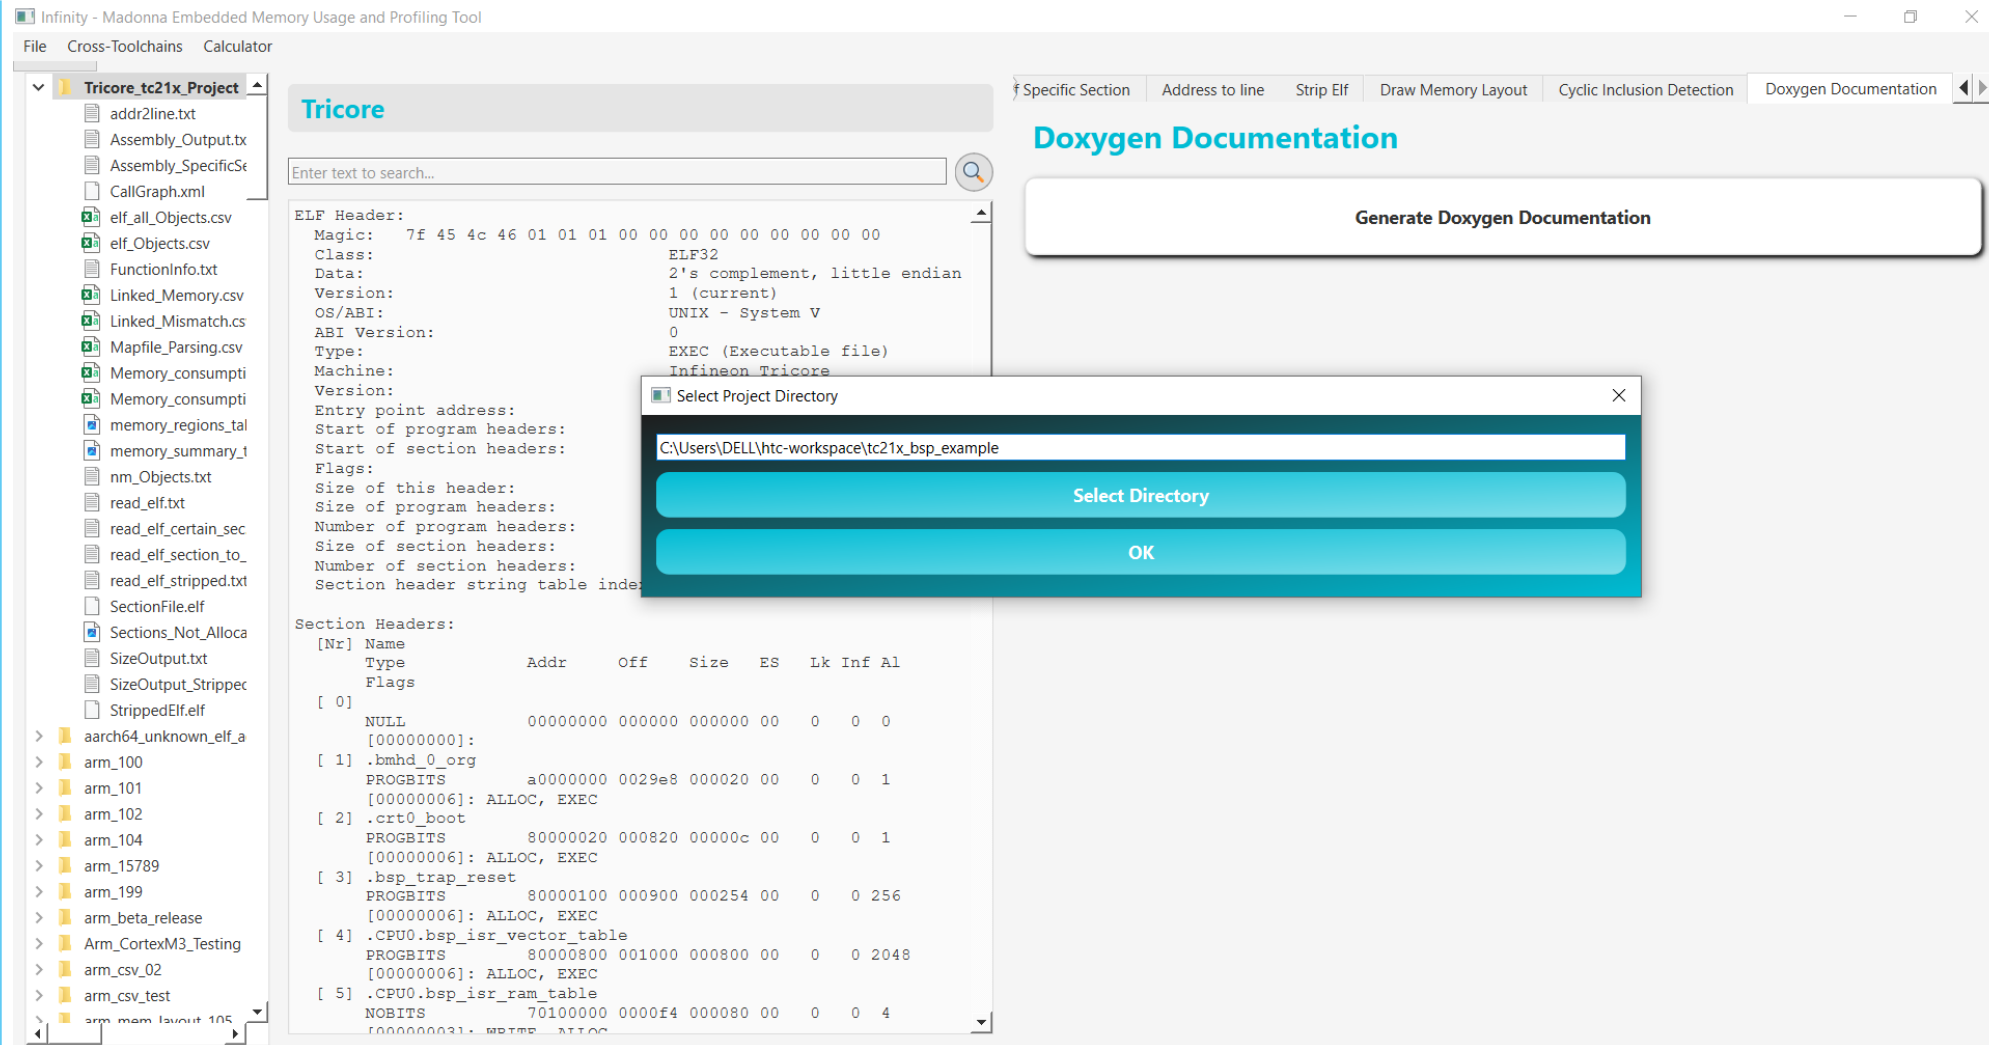 Infinity - Madonna Embedded Memory Usage and Profiling Tool
File Cross-Toolchains Calculator
Tricore_tc21x_Project
addr2line.txt
Assembly_Output.tx
Assembly_SpecificSe
CallGraph.xml
elf_all_Objects.csv
elf_Objects.csv
FunctionInfo.txt
Linked_Memory.csv
Linked_Mismatch.cs
Mapfile_Parsing.csv
Memory_consumpti
Memory_consumpti
memory_regions_tal
memory_summary_t
nm_Objects.txt
read_elf.txt
read_elf_certain_sec
read_elf_section_to_
read_elf_stripped.txt
SectionFile.elf
Sections_Not_Alloca
SizeOutput.txt
SizeOutput_Stripped
StrippedElf.elf
aarch64_unknown_elf_a
arm_100
arm_101
arm_102
arm_104
arm_15789
arm_199
arm_beta_release
Arm_CortexM3_Testing
arm_csv_02
arm_csv_test
arm_mem_layout_105
Tricore
Enter text to search...
ELF Header:
Magic: 7f 45 4c 46 01 01 01 00 00 00 00 00 00 00 00 00
Class: ELF32
Data: 2's complement, little endian
Version: 1 (current)
OS/ABI: UNIX - System V
ABI Version: 0
Type: EXEC (Executable file)
Machine: Infineon Tricore
Version:
Entry point address:
Start of program headers:
Start of section headers:
Flags:
Size of this header:
Size of program headers:
Number of program headers:
Size of section headers:
Number of section headers:
Section header string table index
Section Headers:
[Nr] Name
Type Addr Off Size ES Lk Inf Al
Flags
[ 0]
NULL 00000000 000000 000000 00 0 0 0
[00000000]:
[ 1] .bmhd_0_org
PROGBITS a0000000 0029e8 000020 00 0 0 1
[00000006]: ALLOC, EXEC
[ 2] .crt0_boot
PROGBITS 80000020 000820 00000c 00 0 0 1
[00000006]: ALLOC, EXEC
[ 3] .bsp_trap_reset
PROGBITS 80000100 000900 000254 00 0 0 256
[00000006]: ALLOC, EXEC
[ 4] .CPU0.bsp_isr_vector_table
PROGBITS 80000800 001000 000800 00 0 0 2048
[00000006]: ALLOC, EXEC
[ 5] .CPU0.bsp_isr_ram_table
NOBITS 70100000 0000f4 000080 00 0 0 4
[00000003]: WRITE, ALLOC
f Specific Section Address to line Strip Elf Draw Memory Layout Cyclic Inclusion Detection Doxygen Documentation
Doxygen Documentation
Generate Doxygen Documentation
Select Project Directory
C:\Users\DELL\htc-workspace\tc21x_bsp_example
Select Directory
OK